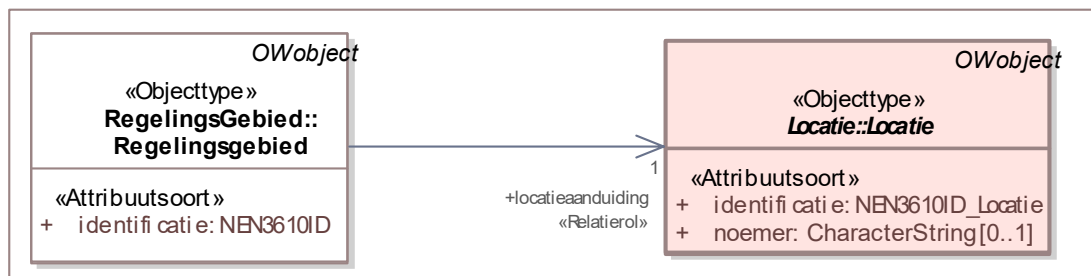 OWobject
«Objecttype»
RegelingsGebied::
Regelingsgebied
«Attribuutsoort»
+ identificatie: NEN3610ID
1
+locatieaanduiding
«Relatierol»
OWobject
«Objecttype»
Locatie::Locatie
«Attribuutsoort»
+ identificatie: NEN3610ID_Locatie
+ noemer: CharacterString [0..1]